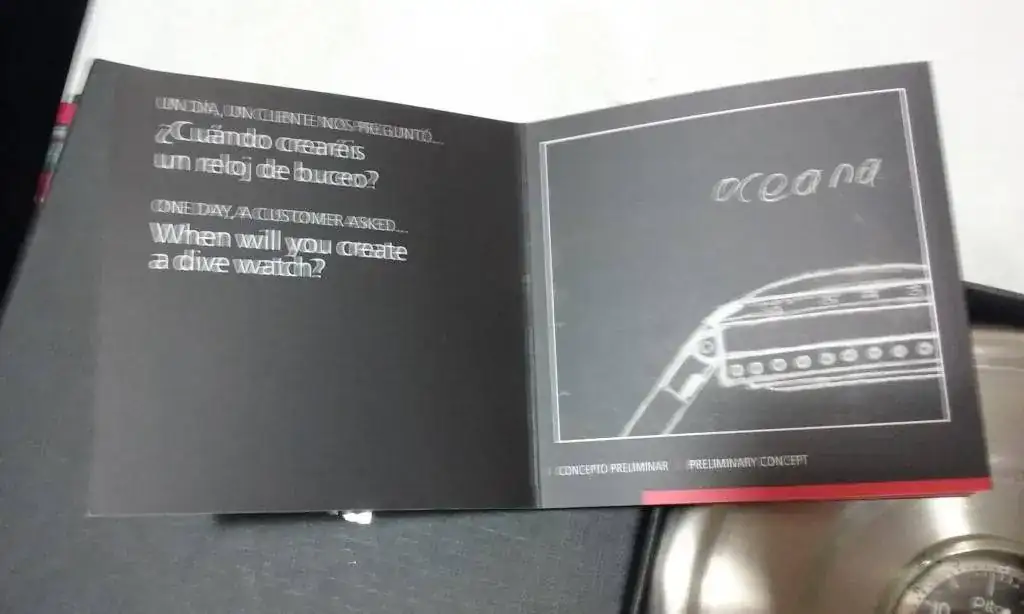 UN DIA, UN CLIENTE NOS PREGUNTÓ...
¿Cuándo crearéis
un reloj de buceo?
ONE DAY, A CUSTOMER ASKED...
When will you create
a dive watch?
oceana
CONCEPTO PRELIMINAR
PRELIMINARY CONCEPT